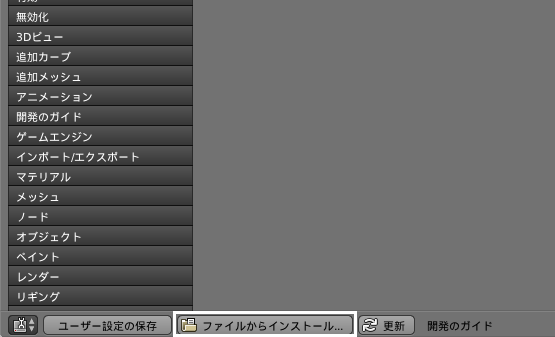 無効化
3Dビュー
追加カーブ
追加メッシュ
アニメーション
開発のガイド
ゲームエンジン
インポート/エクスポート
マテリアル
メッシュ
ノード
オブジェクト
ペイント
レンダー
リギング
ユーザー設定の保存 ファイルからインストール... 更新 開発のガイド